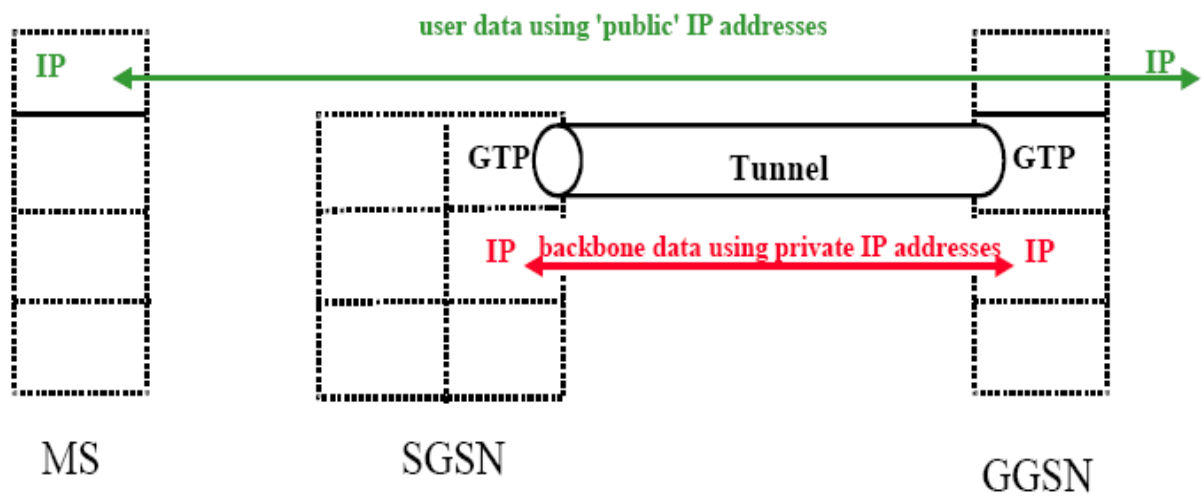 user data using 'public' IP addresses
IP
IP
GTP
Tunnel
GTP
IP
backbone data using private IP addresses
IP
MS
SGSN
GGSN